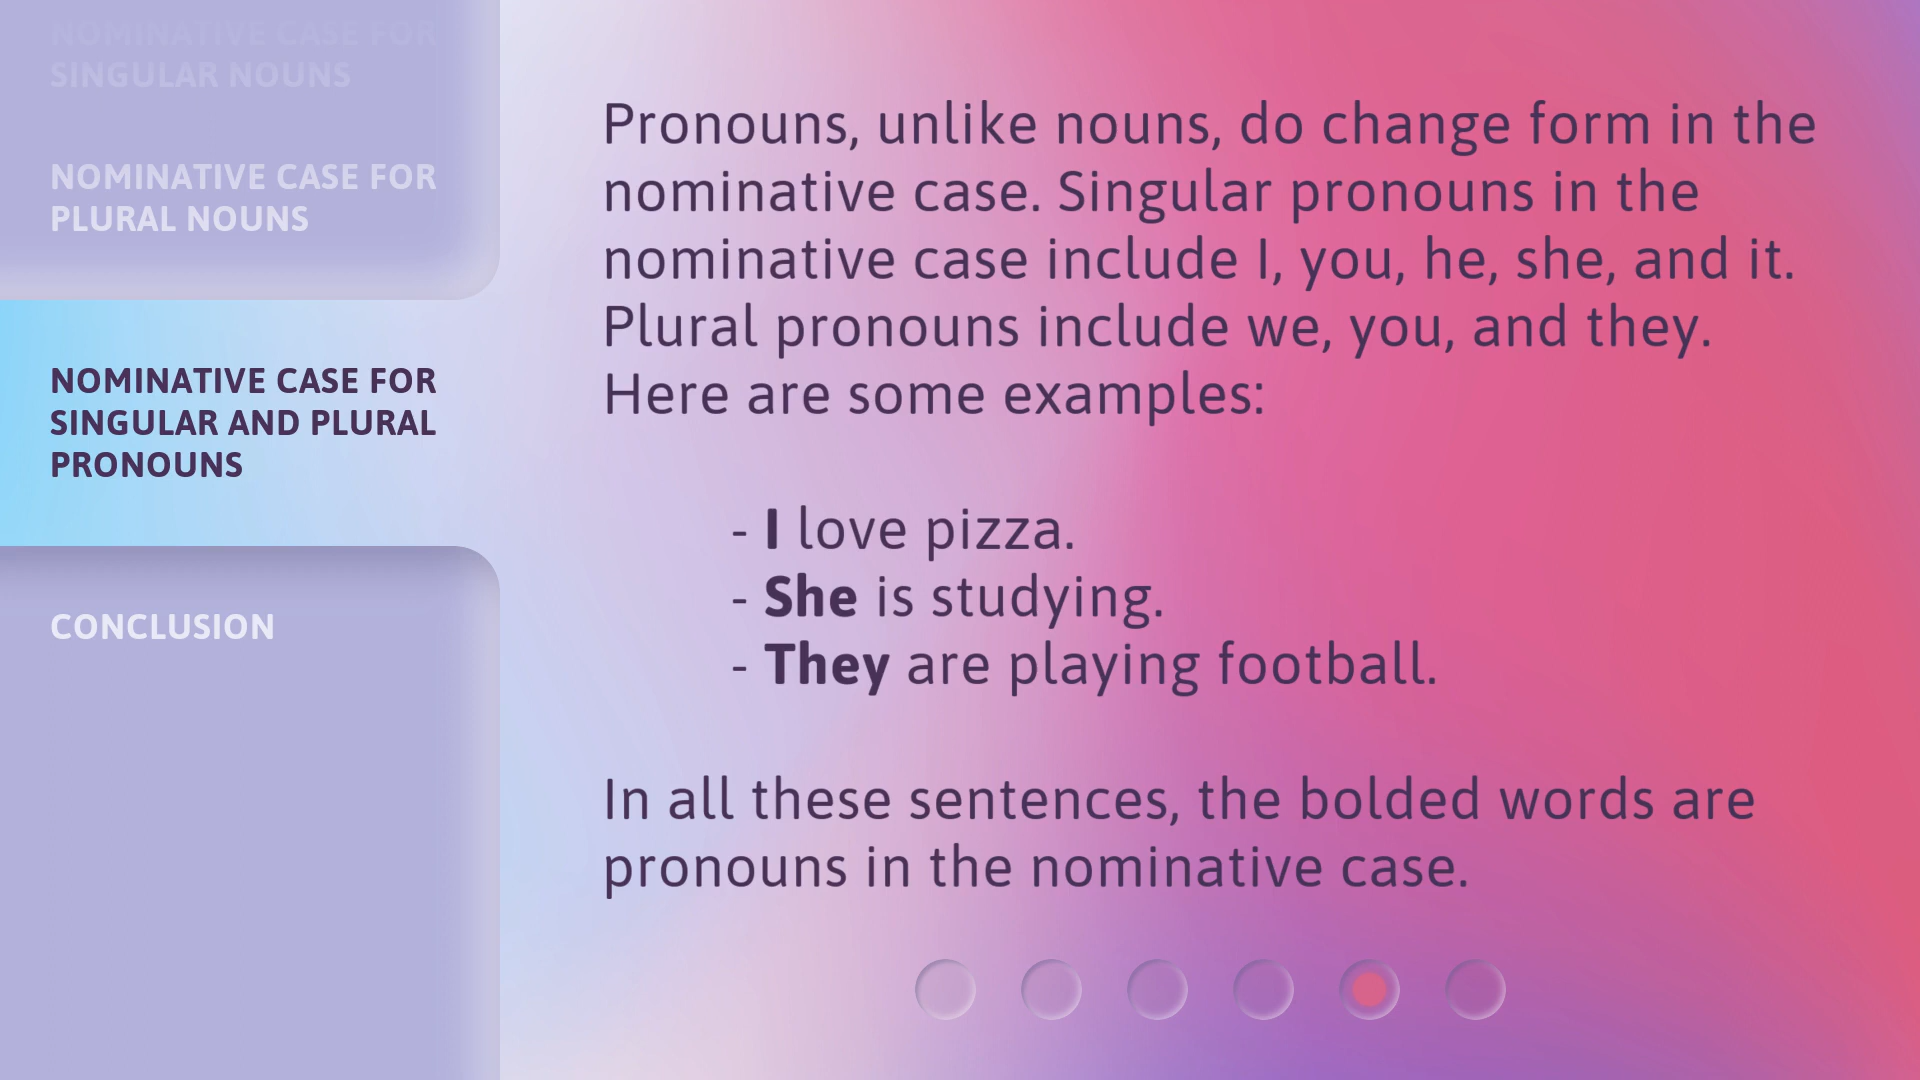 NOMINATIVE CASE FOR
SINGULAR NOUNS
NOMINATIVE CASE FOR
PLURAL NOUNS
NOMINATIVE CASE FOR
SINGULAR AND PLURAL
PRONOUNS
CONCLUSION
Pronouns, unlike nouns, do change form in the
nominative case. Singular pronouns in the
nominative case include I, you, he, she, and it.
Plural pronouns include we, you, and they.
Here are some examples:
- I love pizza.
- She is studying.
- They are playing football.
In all these sentences, the bolded words are
pronouns in the nominative case.